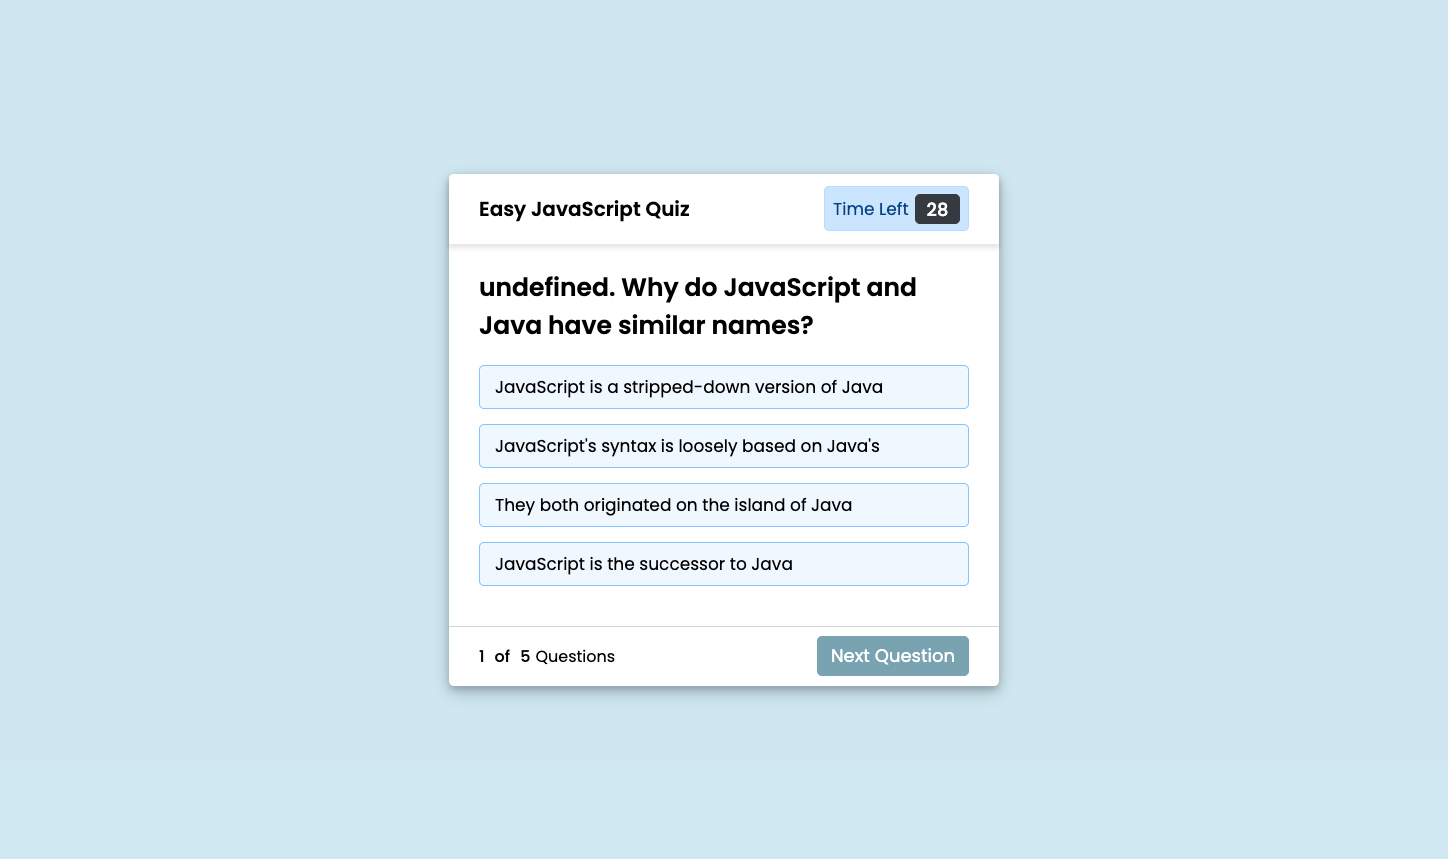 Easy JavaScript Quiz
Time Left 28
undefined. Why do JavaScript and
Java have similar names?
JavaScript is a stripped-down version of Java
JavaScript's syntax is loosely based on Java's
They both originated on the island of Java
JavaScript is the successor to Java
1 of 5 Questions
Next Question